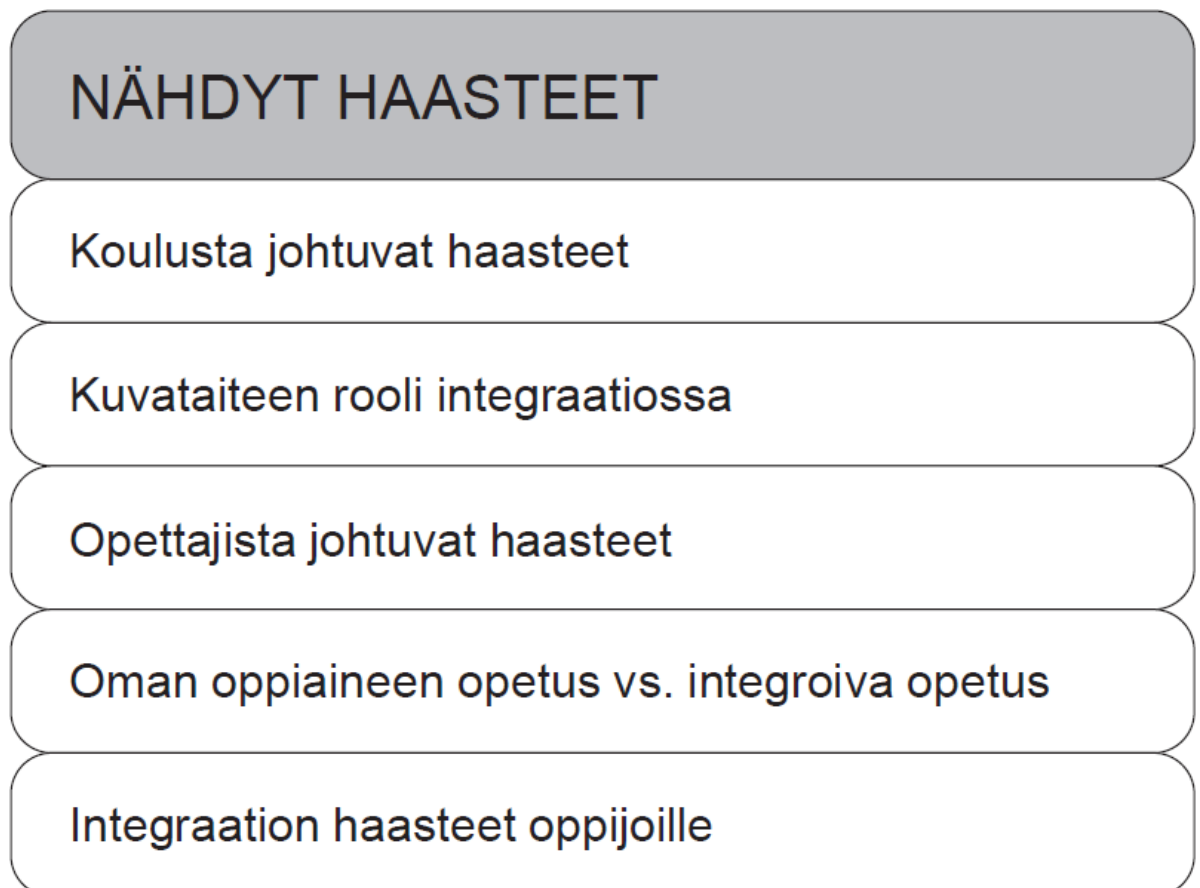 NÄHDYT HAASTEET
Koulusta johtuvat haasteet
Kuvataiteen rooli integraatiossa
Opettajista johtuvat haasteet
Oman oppiaineen opetus vs. integroiva opetus
Integraation haasteet oppijoille